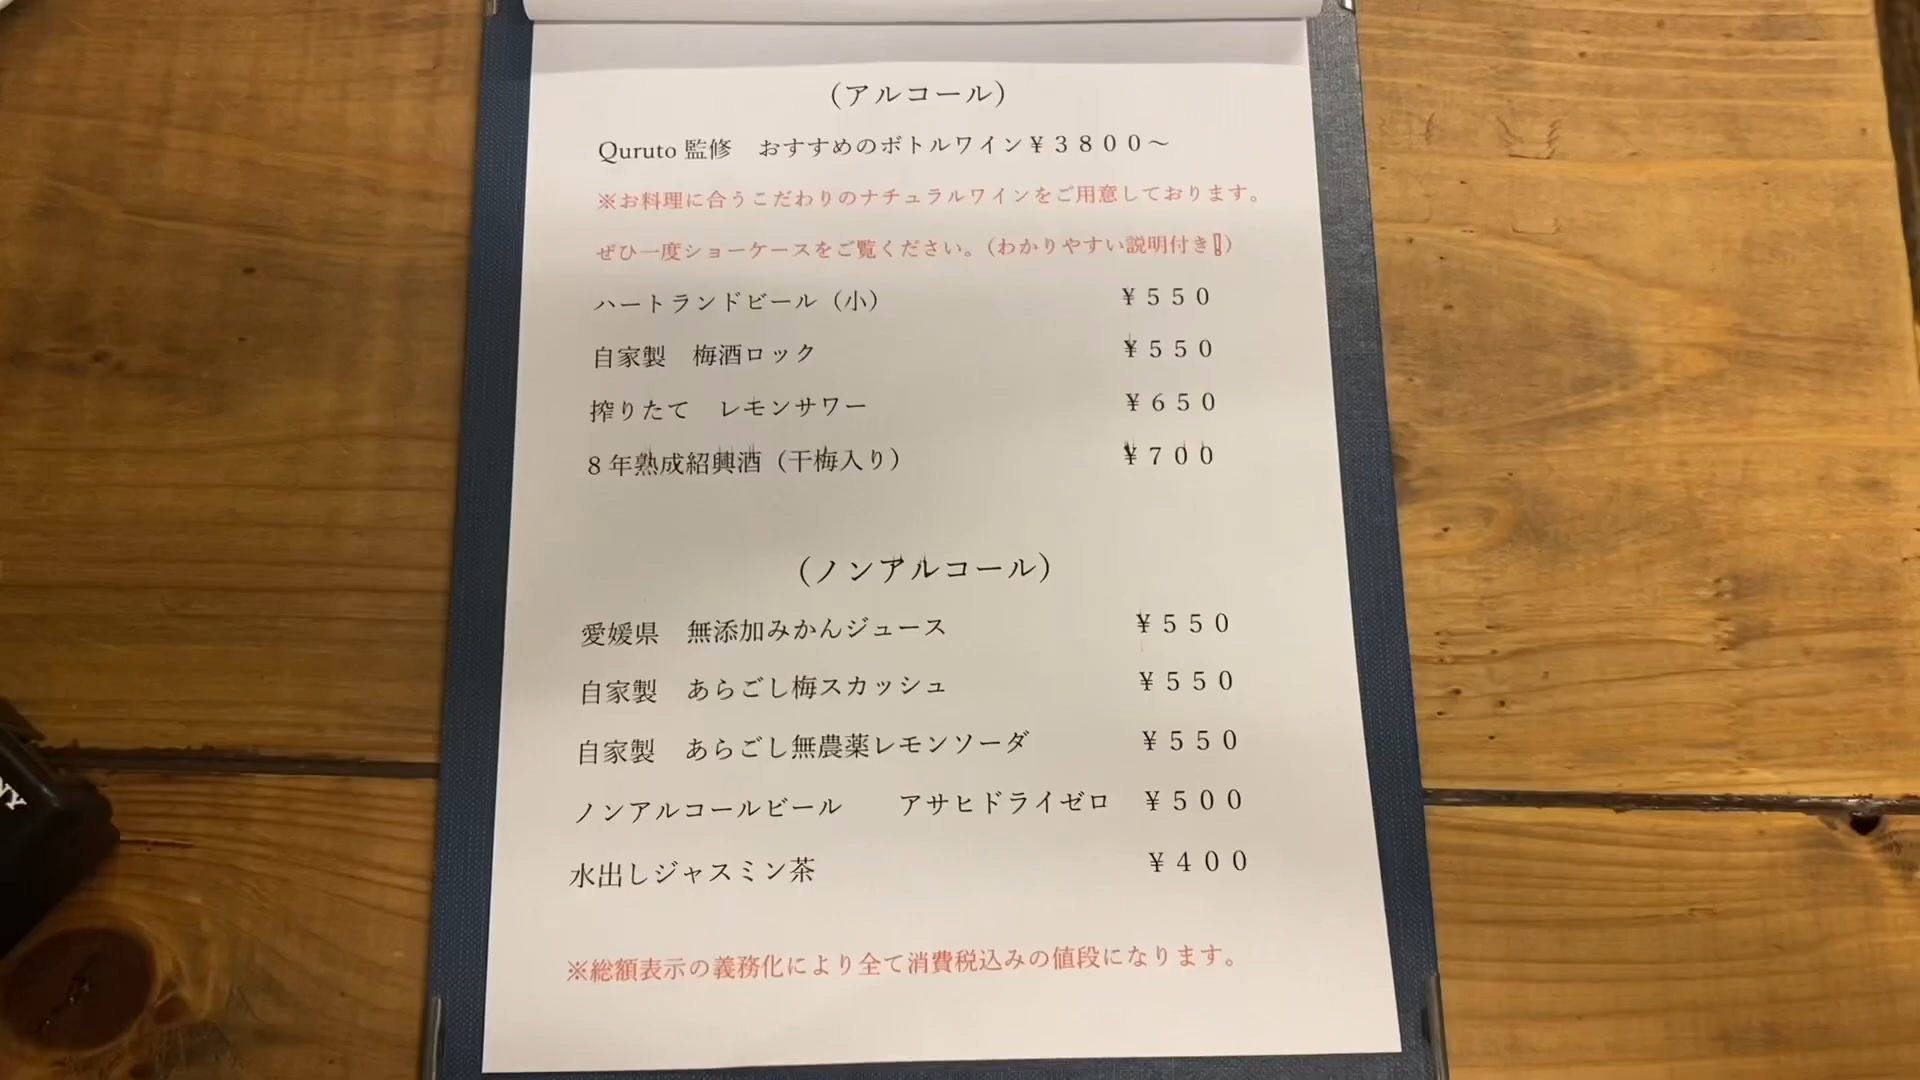 （アルコール）
Quruto 監修　おすすめのボトルワイン￥３８００～
※お料理に合うこだわりのナチュラルワインをご用意しております。
ぜひ一度ショーケースをご覧ください。（わかりやすい説明付き‼）
ハートランドビール（小）　￥５５０
自家製　梅酒ロック　￥５５０
搾りたて　レモンサワー　￥６５０
８年熟成紹興酒（干梅入り）　￥７００
（ノンアルコール）
愛媛県　無添加みかんジュース　￥５５０
自家製　あらごし梅スカッシュ　￥５５０
自家製　あらごし無農薬レモンソーダ　￥５５０
ノンアルコールビール　　アサヒドライゼロ　￥５００
水出しジャスミン茶　￥４００
※総額表示の義務化により全て消費税込みの値段になります。